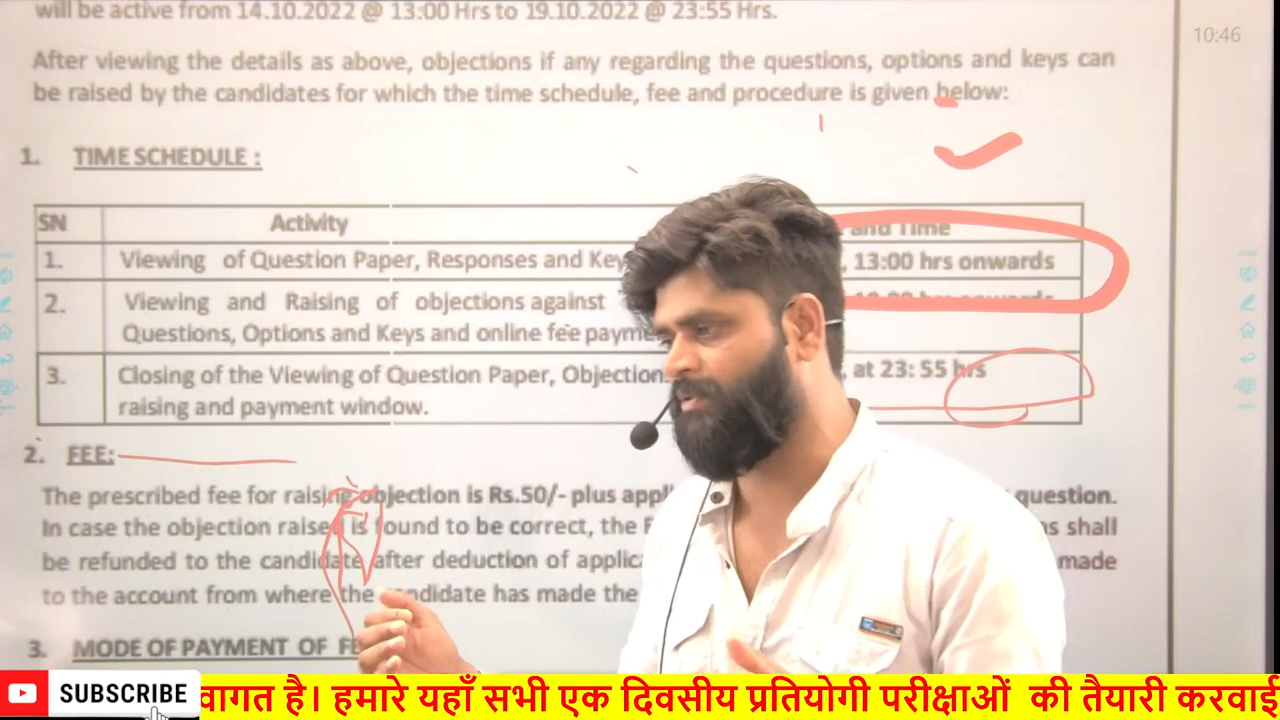 will be active from 14.10.2022 @ 13:00 Hrs to 19.10.2022 @ 23:55 Hrs.
10:46
After viewing the details as above, objections if any regarding the questions, options and keys can
be raised by the candidates for which the time schedule, fee and procedure is given below:
1. TIME SCHEDULE :
SN Activity and Time
1. Viewing of Question Paper, Responses and Key , 13:00 hrs onwards
2. Viewing and Raising of objections against
Questions, Options and Keys and online fee
3. Closing of the Viewing of Question Paper, Objection , at 23: 55 hrs
raising and payment window.
2. FEE:
The prescribed fee for raising objection is Rs.50/- plus question.
In case the objection raised is found to be correct, the shall
be refunded to the candidate after deduction of made
to the account from where the candidate has made the
3. MODE OF PAYMENT OF
SUBSCRIBE
है। हमारे यहाँ सभी एक दिवसीय प्रतियोगी परीक्षाओं की तैयारी करवाई